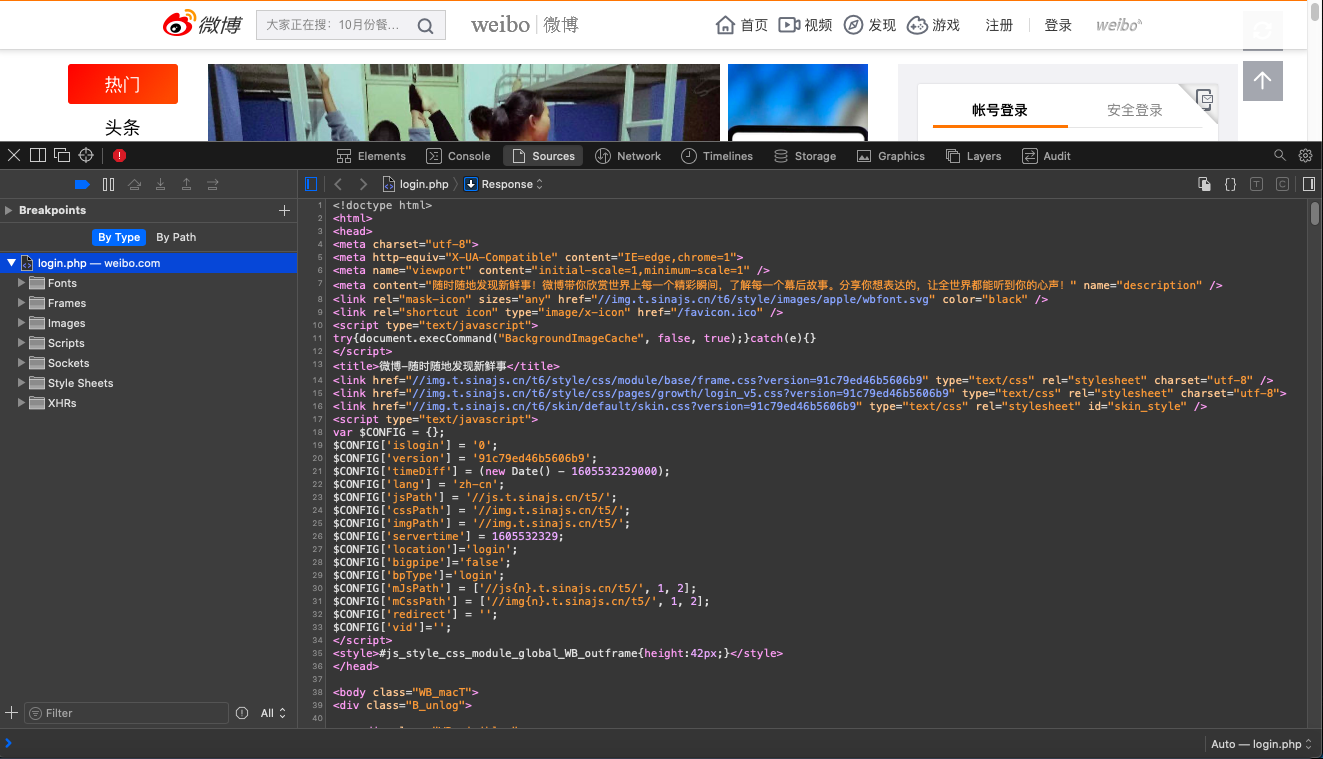 微博
大家正在搜：10月份餐...
weibo 微博
首页 视频 发现 游戏 注册 登录 weibo
热门
头条
帐号登录 安全登录
Elements Console Sources Network Timelines Storage Graphics Layers Audit
login.php Response
Breakpoints
By Type By Path
login.php — weibo.com
Fonts
Frames
Images
Scripts
Sockets
Style Sheets
XHRs
1 <!doctype html>
2 <html>
3 <head>
4 <meta charset="utf-8">
5 <meta http-equiv="X-UA-Compatible" content="IE=edge,chrome=1">
6 <meta name="viewport" content="initial-scale=1,minimum-scale=1" />
7 <meta content="随时随地发现新鲜事！微博带你欣赏世界上每一个精彩瞬间，了解每一个幕后故事。分享你想表达的，让全世界都能听到你的心声！" name="description" />
8 <link rel="mask-icon" sizes="any" href="//img.t.sinajs.cn/t6/style/images/apple/wbfont.svg" color="black" />
9 <link rel="shortcut icon" type="image/x-icon" href="/favicon.ico" />
10 <script type="text/javascript">
11 try{document.execCommand("BackgroundImageCache", false, true);}catch(e){}
12 </script>
13 <title>微博-随时随地发现新鲜事</title>
14 <link href="//img.t.sinajs.cn/t6/style/css/module/base/frame.css?version=91c79ed46b5606b9" type="text/css" rel="stylesheet" charset="utf-8" />
15 <link href="//img.t.sinajs.cn/t6/style/css/pages/growth/login_v5.css?version=91c79ed46b5606b9" type="text/css" rel="stylesheet" charset="utf-8">
16 <link href="//img.t.sinajs.cn/t6/skin/default/skin.css?version=91c79ed46b5606b9" type="text/css" rel="stylesheet" id="skin_style" />
17 <script type="text/javascript">
18 var $CONFIG = {};
19 $CONFIG['islogin'] = '0';
20 $CONFIG['version'] = '91c79ed46b5606b9';
21 $CONFIG['timeDiff'] = (new Date() - 1605532329000);
22 $CONFIG['lang'] = 'zh-cn';
23 $CONFIG['jsPath'] = '//js.t.sinajs.cn/t5/';
24 $CONFIG['cssPath'] = '//img.t.sinajs.cn/t5/';
25 $CONFIG['imgPath'] = '//img.t.sinajs.cn/t5/';
26 $CONFIG['servertime'] = 1605532329;
27 $CONFIG['location']='login';
28 $CONFIG['bigpipe']='false';
29 $CONFIG['bpType']='login';
30 $CONFIG['mJsPath'] = ['//js{n}.t.sinajs.cn/t5/', 1, 2];
31 $CONFIG['mCssPath'] = ['//img{n}.t.sinajs.cn/t5/', 1, 2];
32 $CONFIG['redirect'] = '';
33 $CONFIG['vid']='';
34 </script>
35 <style>#js_style_css_module_global_WB_outframe{height:42px;}</style>
36 </head>
37
38 <body class="WB_macT">
39 <div class="B_unlog">
40
Filter
All
Auto — login.php